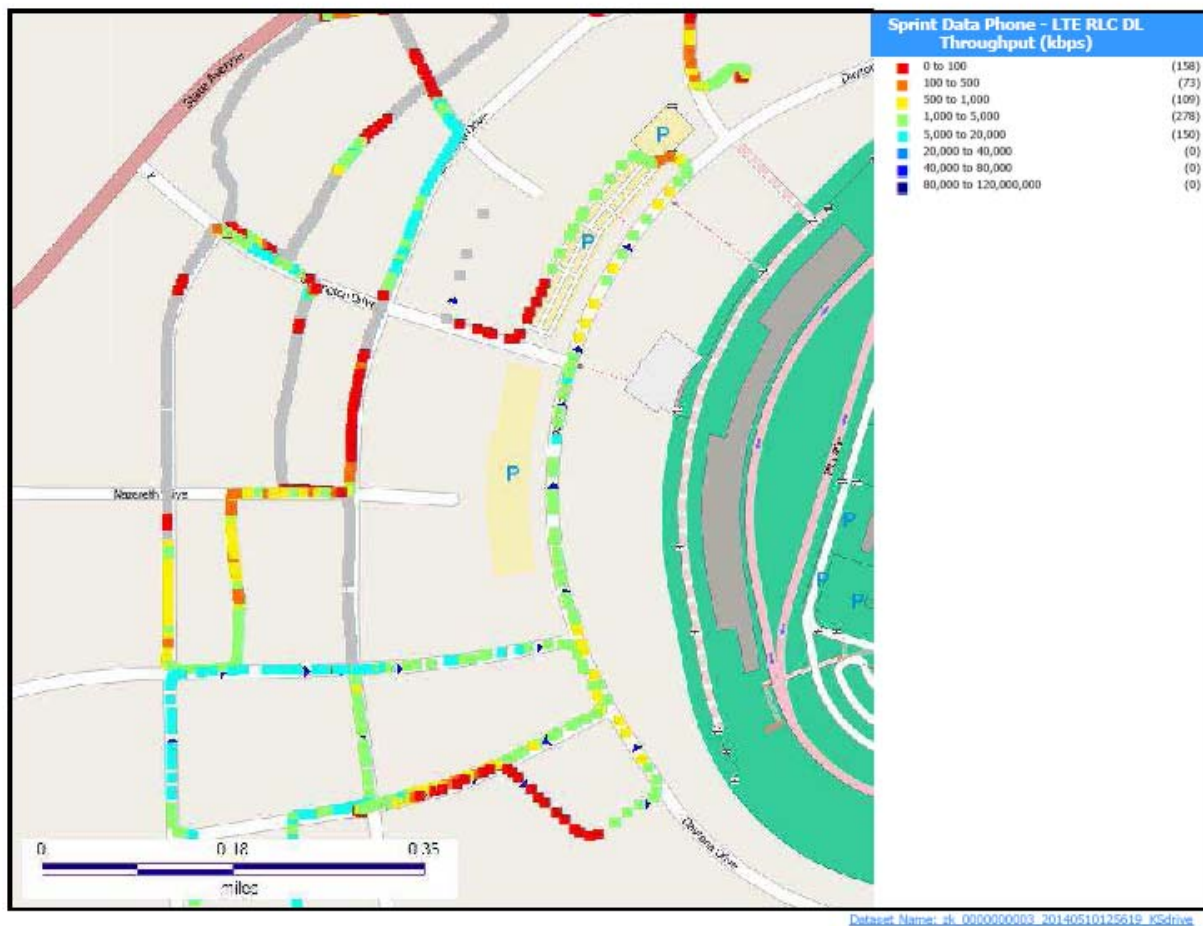 Sprint Data Phone - LTE RLC DL
Throughput (kbps)
0 to 100 (158)
100 to 500 (73)
500 to 1,000 (109)
1,000 to 5,000 (278)
5,000 to 20,000 (150)
20,000 to 40,000 (0)
40,000 to 80,000 (0)
80,000 to 120,000,000 (0)
State Avenue
P
P
Drive
Nazareth Drive
P
P
P
P
Daytona Drive
0 0.18 0.35
miles
Dataset Name: zk_0000000003_20140510125619_KSdrive